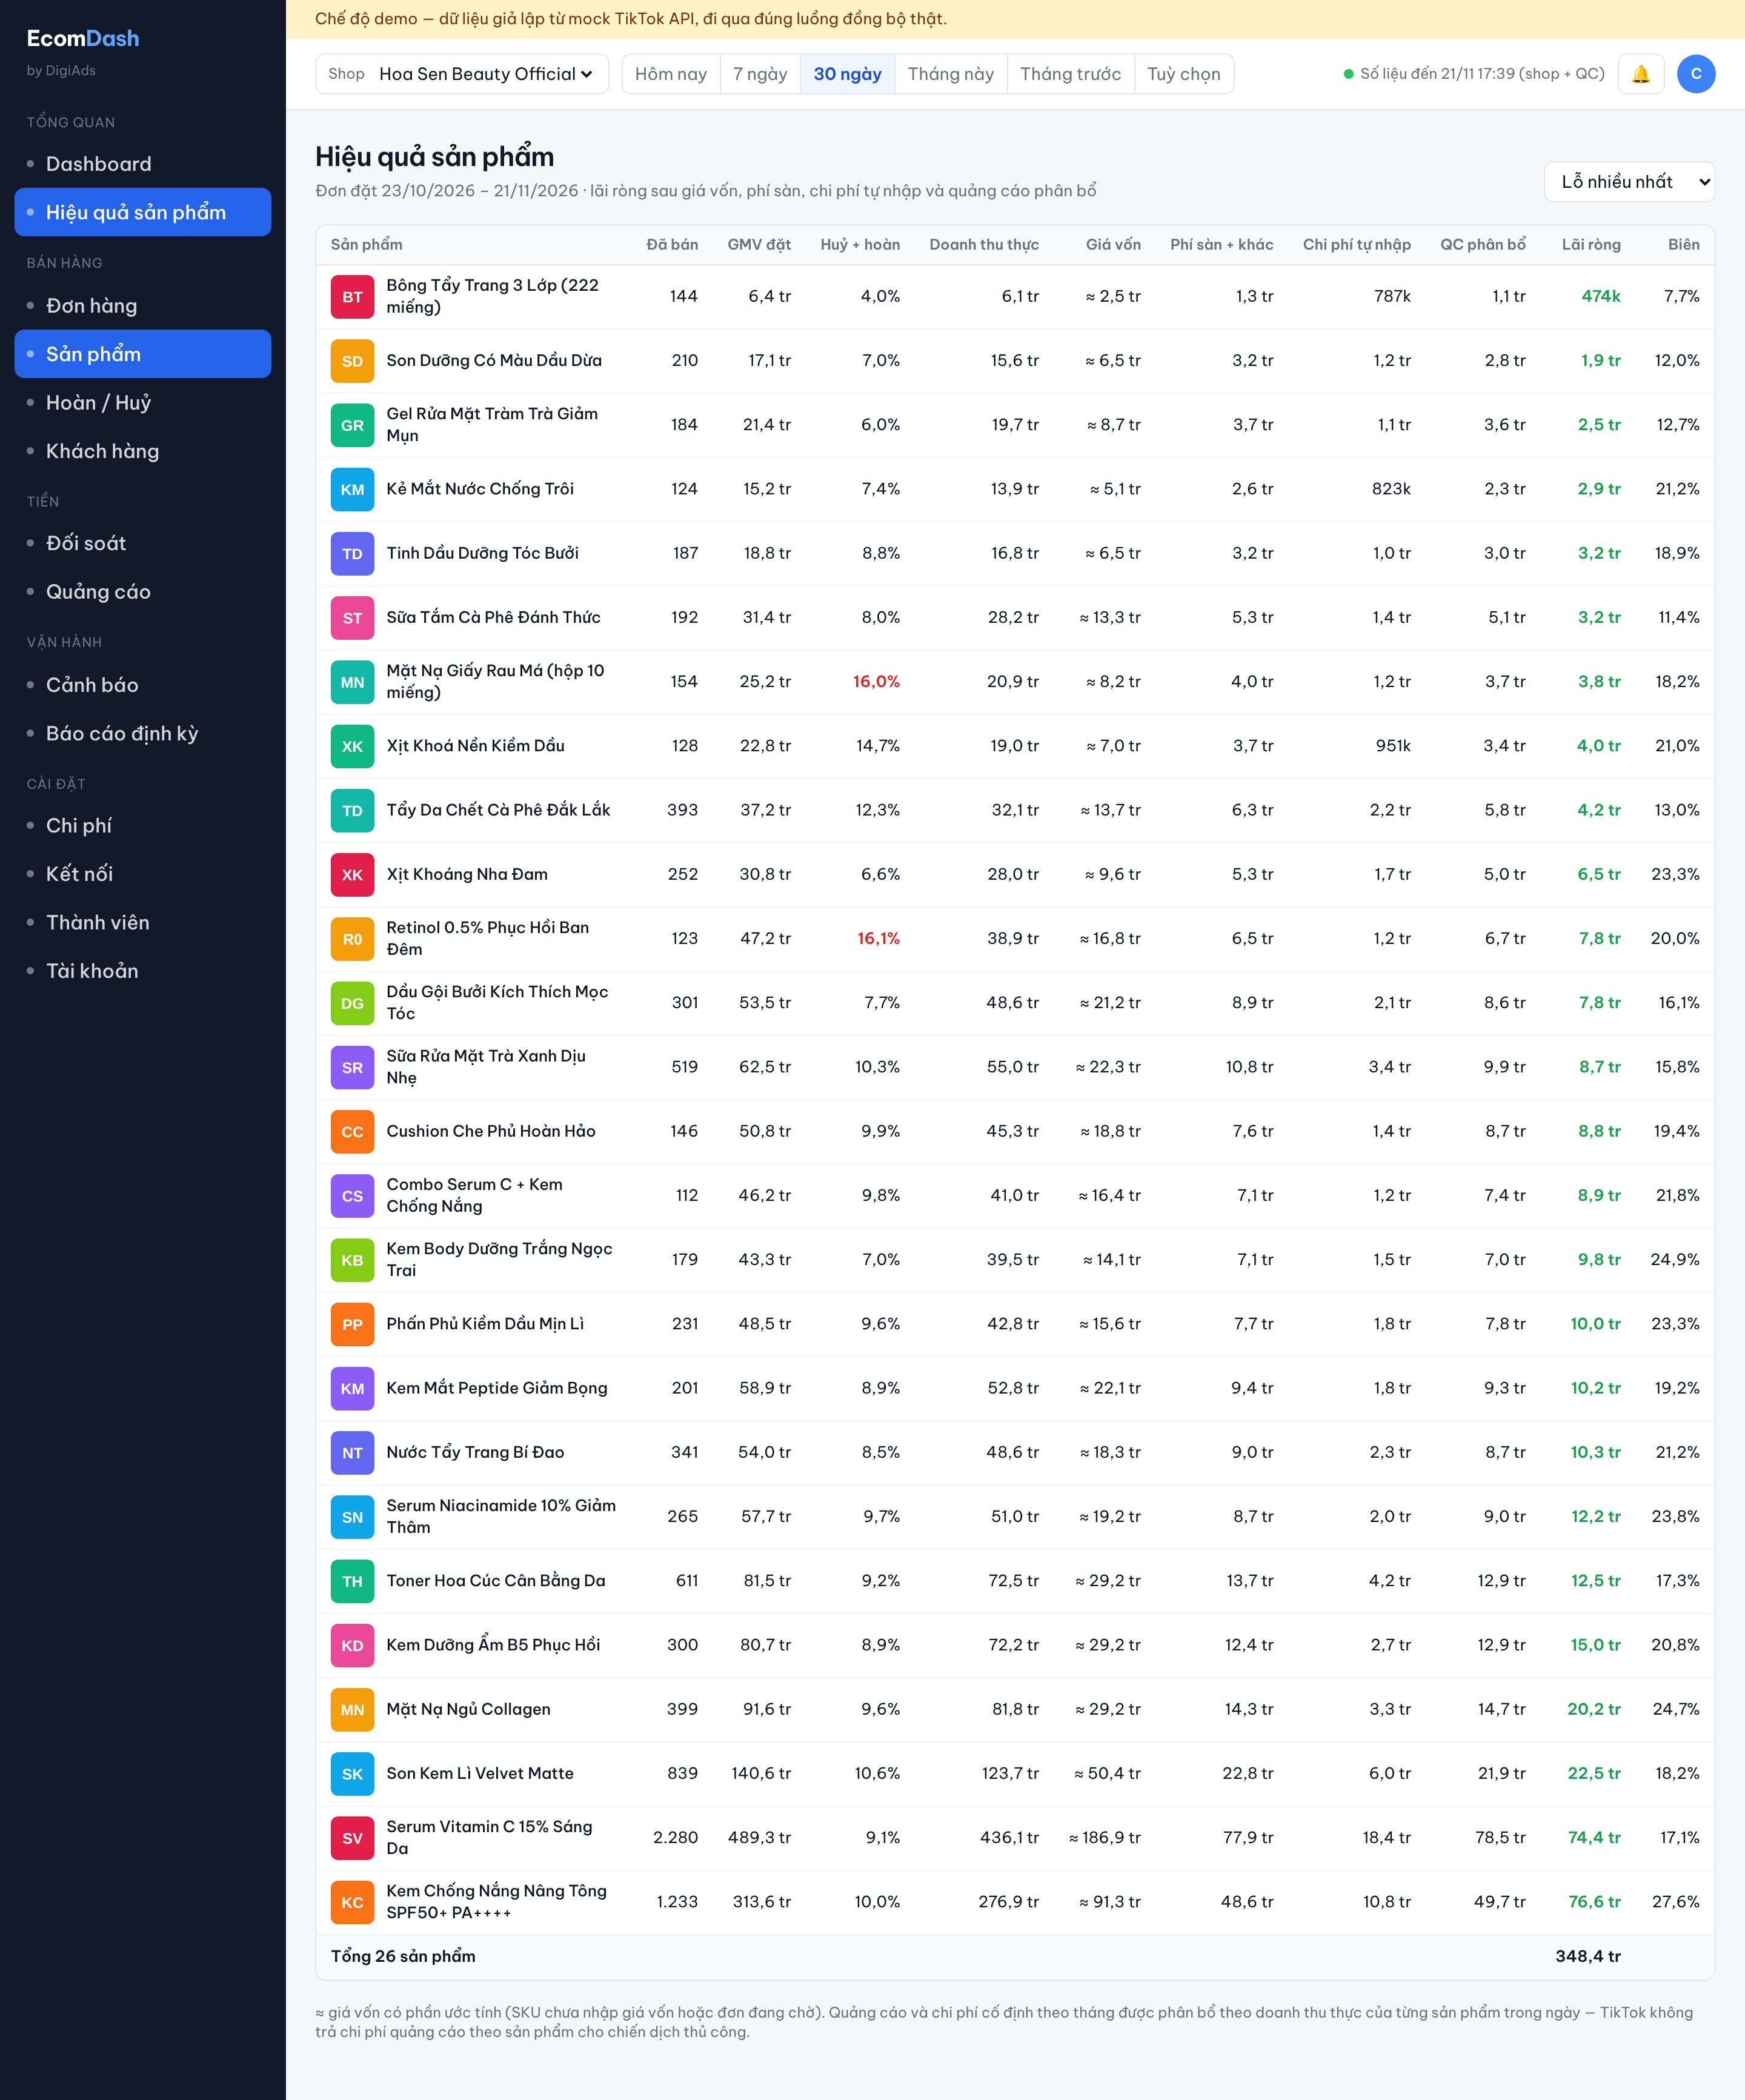 Chế độ demo — dữ liệu giả lập từ mock TikTok API, đi qua đúng luồng đồng bộ thật.
EcomDash
by DigiAds
TỔNG QUAN
Dashboard
Hiệu quả sản phẩm
BÁN HÀNG
Đơn hàng
Sản phẩm
Hoàn / Huỷ
Khách hàng
TIỀN
Đối soát
Quảng cáo
VẬN HÀNH
Cảnh báo
Báo cáo định kỳ
CÀI ĐẶT
Chi phí
Kết nối
Thành viên
Tài khoản
Shop Hoa Sen Beauty Official
Hôm nay 7 ngày 30 ngày Tháng này Tháng trước Tuỳ chọn
Số liệu đến 21/11 17:39 (shop + QC)
C
Hiệu quả sản phẩm
Đơn đặt 23/10/2026 – 21/11/2026 · lãi ròng sau giá vốn, phí sàn, chi phí tự nhập và quảng cáo phân bổ
Lỗ nhiều nhất
Sản phẩm Đã bán GMV đặt Huỷ + hoàn Doanh thu thực Giá vốn Phí sàn + khác Chi phí tự nhập QC phân bổ Lãi ròng Biên
BT Bông Tẩy Trang 3 Lớp (222 miếng) 144 6,4 tr 4,0% 6,1 tr ≈ 2,5 tr 1,3 tr 787k 1,1 tr 474k 7,7%
SD Son Dưỡng Có Màu Dầu Dừa 210 17,1 tr 7,0% 15,6 tr ≈ 6,5 tr 3,2 tr 1,2 tr 2,8 tr 1,9 tr 12,0%
GR Gel Rửa Mặt Tràm Trà Giảm Mụn 184 21,4 tr 6,0% 19,7 tr ≈ 8,7 tr 3,7 tr 1,1 tr 3,6 tr 2,5 tr 12,7%
KM Kẻ Mắt Nước Chống Trôi 124 15,2 tr 7,4% 13,9 tr ≈ 5,1 tr 2,6 tr 823k 2,3 tr 2,9 tr 21,2%
TD Tinh Dầu Dưỡng Tóc Bưởi 187 18,8 tr 8,8% 16,8 tr ≈ 6,5 tr 3,2 tr 1,0 tr 3,0 tr 3,2 tr 18,9%
ST Sữa Tắm Cà Phê Đánh Thức 192 31,4 tr 8,0% 28,2 tr ≈ 13,3 tr 5,3 tr 1,4 tr 5,1 tr 3,2 tr 11,4%
MN Mặt Nạ Giấy Rau Má (hộp 10 miếng) 154 25,2 tr 16,0% 20,9 tr ≈ 8,2 tr 4,0 tr 1,2 tr 3,7 tr 3,8 tr 18,2%
XK Xịt Khoá Nền Kiềm Dầu 128 22,8 tr 14,7% 19,0 tr ≈ 7,0 tr 3,7 tr 951k 3,4 tr 4,0 tr 21,0%
TD Tẩy Da Chết Cà Phê Đắk Lắk 393 37,2 tr 12,3% 32,1 tr ≈ 13,7 tr 6,3 tr 2,2 tr 5,8 tr 4,2 tr 13,0%
XK Xịt Khoáng Nha Đam 252 30,8 tr 6,6% 28,0 tr ≈ 9,6 tr 5,3 tr 1,7 tr 5,0 tr 6,5 tr 23,3%
R0 Retinol 0.5% Phục Hồi Ban Đêm 123 47,2 tr 16,1% 38,9 tr ≈ 16,8 tr 6,5 tr 1,2 tr 6,7 tr 7,8 tr 20,0%
DG Dầu Gội Bưởi Kích Thích Mọc Tóc 301 53,5 tr 7,7% 48,6 tr ≈ 21,2 tr 8,9 tr 2,1 tr 8,6 tr 7,8 tr 16,1%
SR Sữa Rửa Mặt Trà Xanh Dịu Nhẹ 519 62,5 tr 10,3% 55,0 tr ≈ 22,3 tr 10,8 tr 3,4 tr 9,9 tr 8,7 tr 15,8%
CC Cushion Che Phủ Hoàn Hảo 146 50,8 tr 9,9% 45,3 tr ≈ 18,8 tr 7,6 tr 1,4 tr 8,7 tr 8,8 tr 19,4%
CS Combo Serum C + Kem Chống Nắng 112 46,2 tr 9,8% 41,0 tr ≈ 16,4 tr 7,1 tr 1,2 tr 7,4 tr 8,9 tr 21,8%
KB Kem Body Dưỡng Trắng Ngọc Trai 179 43,3 tr 7,0% 39,5 tr ≈ 14,1 tr 7,1 tr 1,5 tr 7,0 tr 9,8 tr 24,9%
PP Phấn Phủ Kiềm Dầu Mịn Lì 231 48,5 tr 9,6% 42,8 tr ≈ 15,6 tr 7,7 tr 1,8 tr 7,8 tr 10,0 tr 23,3%
KM Kem Mắt Peptide Giảm Bọng 201 58,9 tr 8,9% 52,8 tr ≈ 22,1 tr 9,4 tr 1,8 tr 9,3 tr 10,2 tr 19,2%
NT Nước Tẩy Trang Bí Đao 341 54,0 tr 8,5% 48,6 tr ≈ 18,3 tr 9,0 tr 2,3 tr 8,7 tr 10,3 tr 21,2%
SN Serum Niacinamide 10% Giảm Thâm 265 57,7 tr 9,7% 51,0 tr ≈ 19,2 tr 8,7 tr 2,0 tr 9,0 tr 12,2 tr 23,8%
TH Toner Hoa Cúc Cân Bằng Da 611 81,5 tr 9,2% 72,5 tr ≈ 29,2 tr 13,7 tr 4,2 tr 12,9 tr 12,5 tr 17,3%
KD Kem Dưỡng Ẩm B5 Phục Hồi 300 80,7 tr 8,9% 72,2 tr ≈ 29,2 tr 12,4 tr 2,7 tr 12,9 tr 15,0 tr 20,8%
MN Mặt Nạ Ngủ Collagen 399 91,6 tr 9,6% 81,8 tr ≈ 29,2 tr 14,3 tr 3,3 tr 14,7 tr 20,2 tr 24,7%
SK Son Kem Lì Velvet Matte 839 140,6 tr 10,6% 123,7 tr ≈ 50,4 tr 22,8 tr 6,0 tr 21,9 tr 22,5 tr 18,2%
SV Serum Vitamin C 15% Sáng Da 2.280 489,3 tr 9,1% 436,1 tr ≈ 186,9 tr 77,9 tr 18,4 tr 78,5 tr 74,4 tr 17,1%
KC Kem Chống Nắng Nâng Tông SPF50+ PA++++ 1.233 313,6 tr 10,0% 276,9 tr ≈ 91,3 tr 48,6 tr 10,8 tr 49,7 tr 76,6 tr 27,6%
Tổng 26 sản phẩm 348,4 tr
≈ giá vốn có phần ước tính (SKU chưa nhập giá vốn hoặc đơn đang chờ). Quảng cáo và chi phí cố định theo tháng được phân bổ theo doanh thu thực của từng sản phẩm trong ngày — TikTok không
trả chi phí quảng cáo theo sản phẩm cho chiến dịch thủ công.